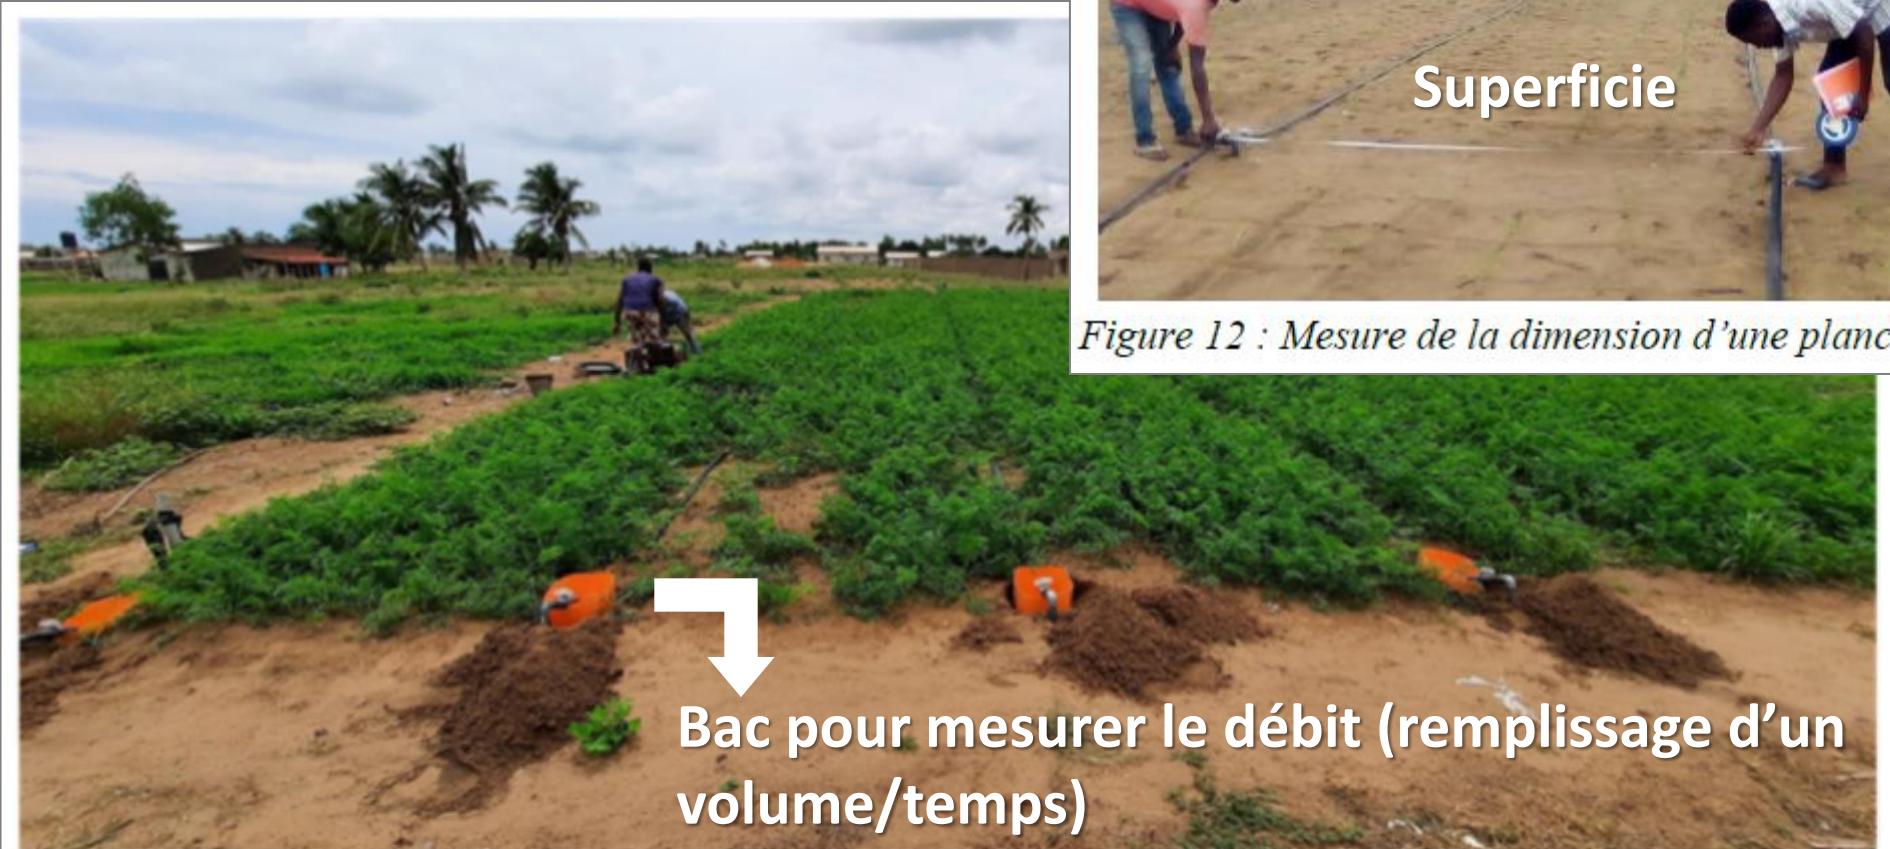 Superficie
Figure 12 : Mesure de la dimension d’une planc
Bac pour mesurer le débit (remplissage d’un
volume/temps)